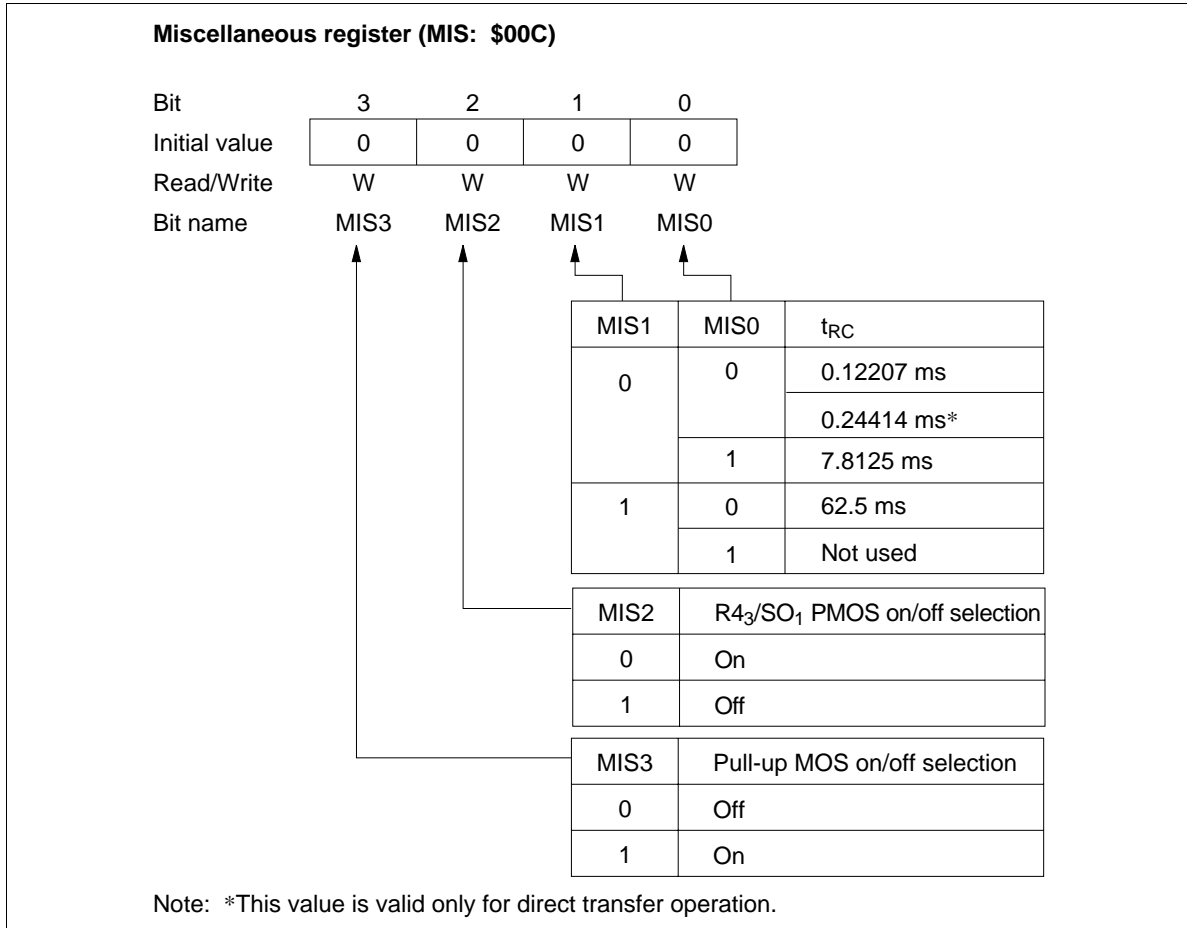 Miscellaneous register (MIS: $00C)
Bit 3 2 1 0
Initial value 0 0 0 0
Read/Write W W W W
Bit name MIS3 MIS2 MIS1 MIS0
MIS1 MIS0 tRC
0 0 0.12207 ms
0.24414 ms*
1 7.8125 ms
1 0 62.5 ms
1 Not used
MIS2 R43/SO1 PMOS on/off selection
0 On
1 Off
MIS3 Pull-up MOS on/off selection
0 Off
1 On
Note: *This value is valid only for direct transfer operation.